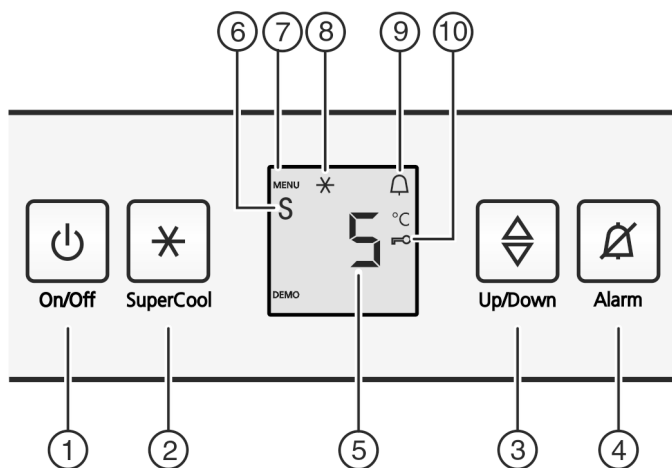 6 7 8 9 10
MENU
S
5 °C
DEMO
On/Off SuperCool Up/Down Alarm
1 2 5 3 4